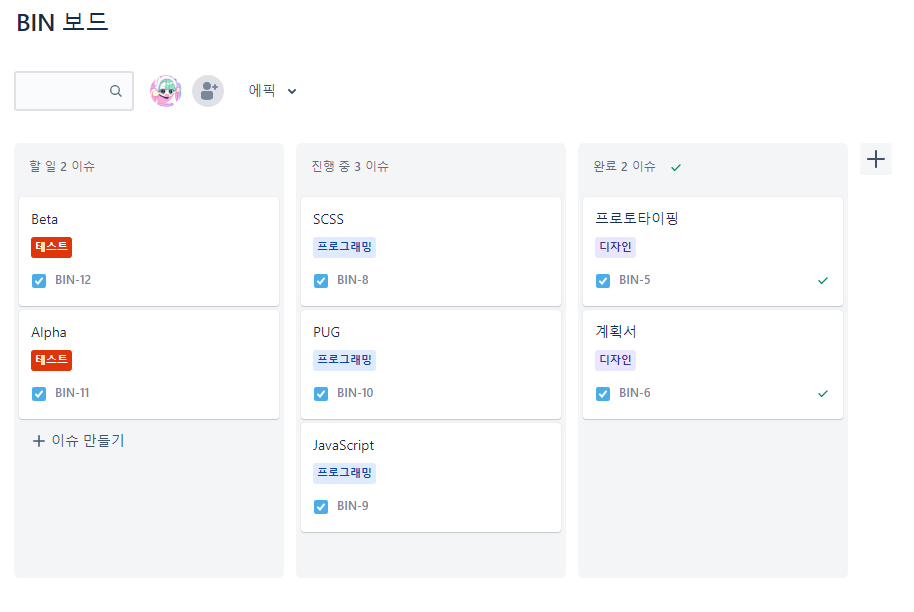 BIN 보드
에픽
할 일 2 이슈
Beta
테스트
BIN-12
Alpha
테스트
BIN-11
이슈 만들기
진행 중 3 이슈
SCSS
프로그래밍
BIN-8
PUG
프로그래밍
BIN-10
JavaScript
프로그래밍
BIN-9
완료 2 이슈
프로토타이핑
디자인
BIN-5
계획서
디자인
BIN-6